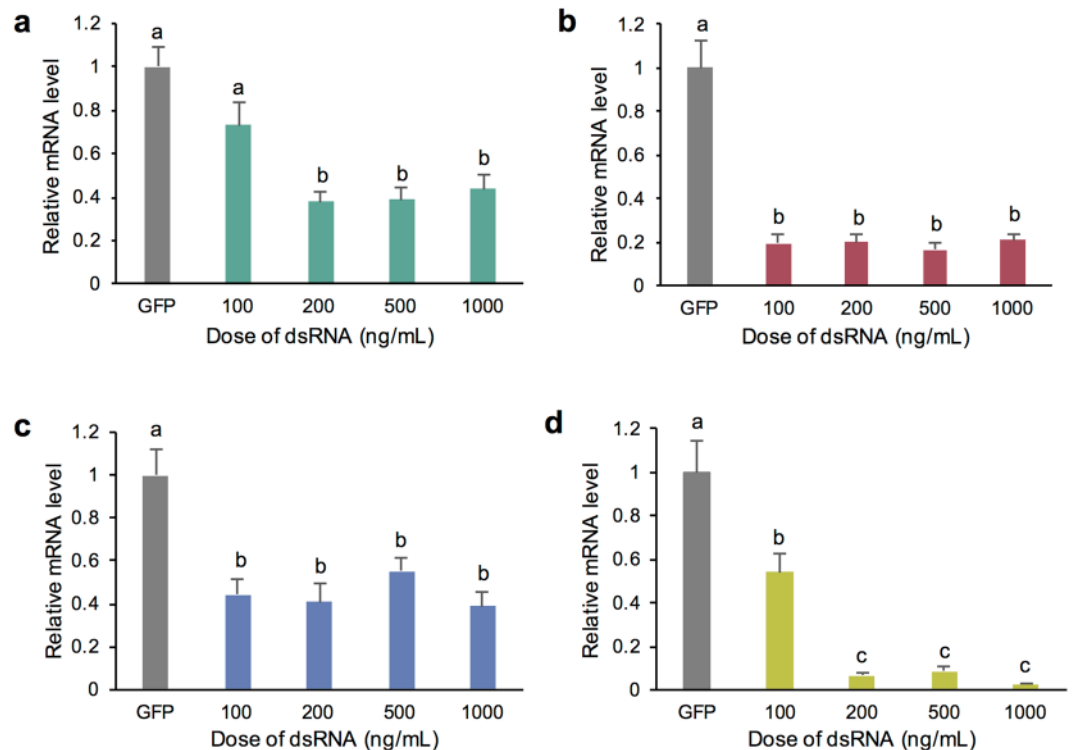 a
Relative mRNA level
1.2
1
0.8
0.6
0.4
0.2
0
a
a
b
b
b
GFP 100 200 500 1000
Dose of dsRNA (ng/mL)
b
Relative mRNA level
1.2
1
0.8
0.6
0.4
0.2
0
a
b
b
b
b
GFP 100 200 500 1000
Dose of dsRNA (ng/mL)
c
Relative mRNA level
1.2
1
0.8
0.6
0.4
0.2
0
a
b
b
b
b
GFP 100 200 500 1000
Dose of dsRNA (ng/mL)
d
Relative mRNA level
1.2
1
0.8
0.6
0.4
0.2
0
a
b
c
c
c
GFP 100 200 500 1000
Dose of dsRNA (ng/mL)